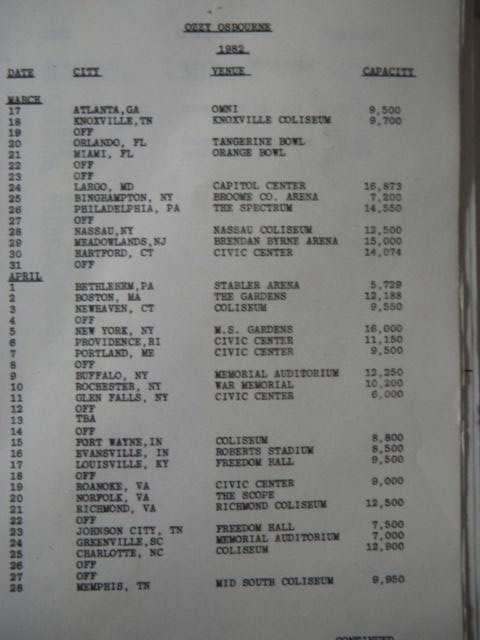 OZZY OSBOURNE
1982
DATE CITY VENUE CAPACITY
MARCH
17 ATLANTA,GA OMNI 9,500
18 KNOXVILLE,TN KNOXVILLE COLISEUM 9,700
19 OFF
20 ORLANDO, FL TANGERINE BOWL
21 MIAMI, FL ORANGE BOWL
22 OFF
23 OFF
24 LARGO, MD CAPITOL CENTER 16,873
25 BINGHAMPTON, NY BROOME CO. ARENA 7,200
26 PHILADELPHIA, PA THE SPECTRUM 14,550
27 OFF
28 NASSAU,NY NASSAU COLISEUM 12,500
29 MEADOWLANDS,NJ BRENDAN BYRNE ARENA 15,000
30 HARTFORD, CT CIVIC CENTER 14,074
31 OFF
APRIL
1 BETHLEHEM,PA STABLER ARENA 5,729
2 BOSTON, MA THE GARDENS 12,188
3 NEWHAVEN, CT COLISEUM 9,550
4 OFF
5 NEW YORK, NY M.S. GARDENS 16,000
6 PROVIDENCE,RI CIVIC CENTER 11,150
7 PORTLAND, ME CIVIC CENTER 9,500
8 OFF
9 BUFFALO, NY MEMORIAL AUDITORIUM 12,250
10 ROCHESTER, NY WAR MEMORIAL 10,200
11 GLEN FALLS, NY CIVIC CENTER 6,000
12 OFF
13 TBA
14 OFF
15 FORT WAYNE,IN COLISEUM 8,800
16 EVANSVILLE, IN ROBERTS STADIUM 8,500
17 LOUISVILLE, KY FREEDOM HALL 9,500
18 OFF
19 ROANOKE, VA CIVIC CENTER 9,000
20 NORFOLK, VA THE SCOPE
21 RICHMOND, VA RICHMOND COLISEUM 12,500
22 OFF
23 JOHNSON CITY, TN FREEDOM HALL 7,500
24 GREENVILLE,SC MEMORIAL AUDITORIUM 7,000
25 CHARLOTTE, NC COLISEUM 12,900
26 OFF
27 OFF
28 MEMPHIS, TN MID SOUTH COLISEUM 9,950
CONTINUED